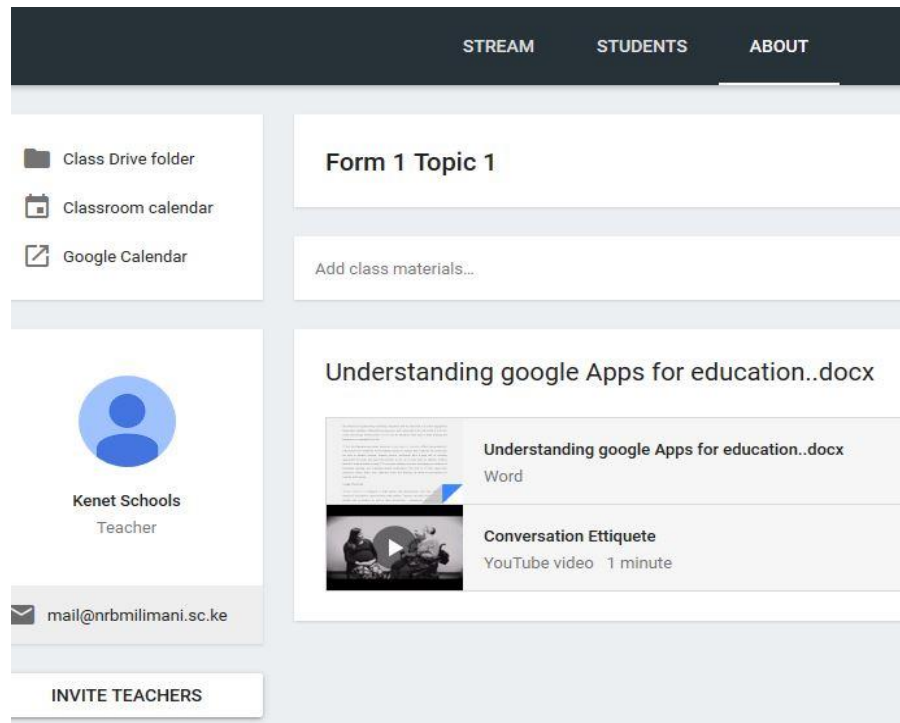 STREAM STUDENTS ABOUT
Class Drive folder
Classroom calendar
Google Calendar
Form 1 Topic 1
Add class materials...
Kenet Schools
Teacher
mail@nrbmilimani.sc.ke
INVITE TEACHERS
Understanding google Apps for education..docx
Understanding google Apps for education..docx
Word
Conversation Ettiquete
YouTube video 1 minute